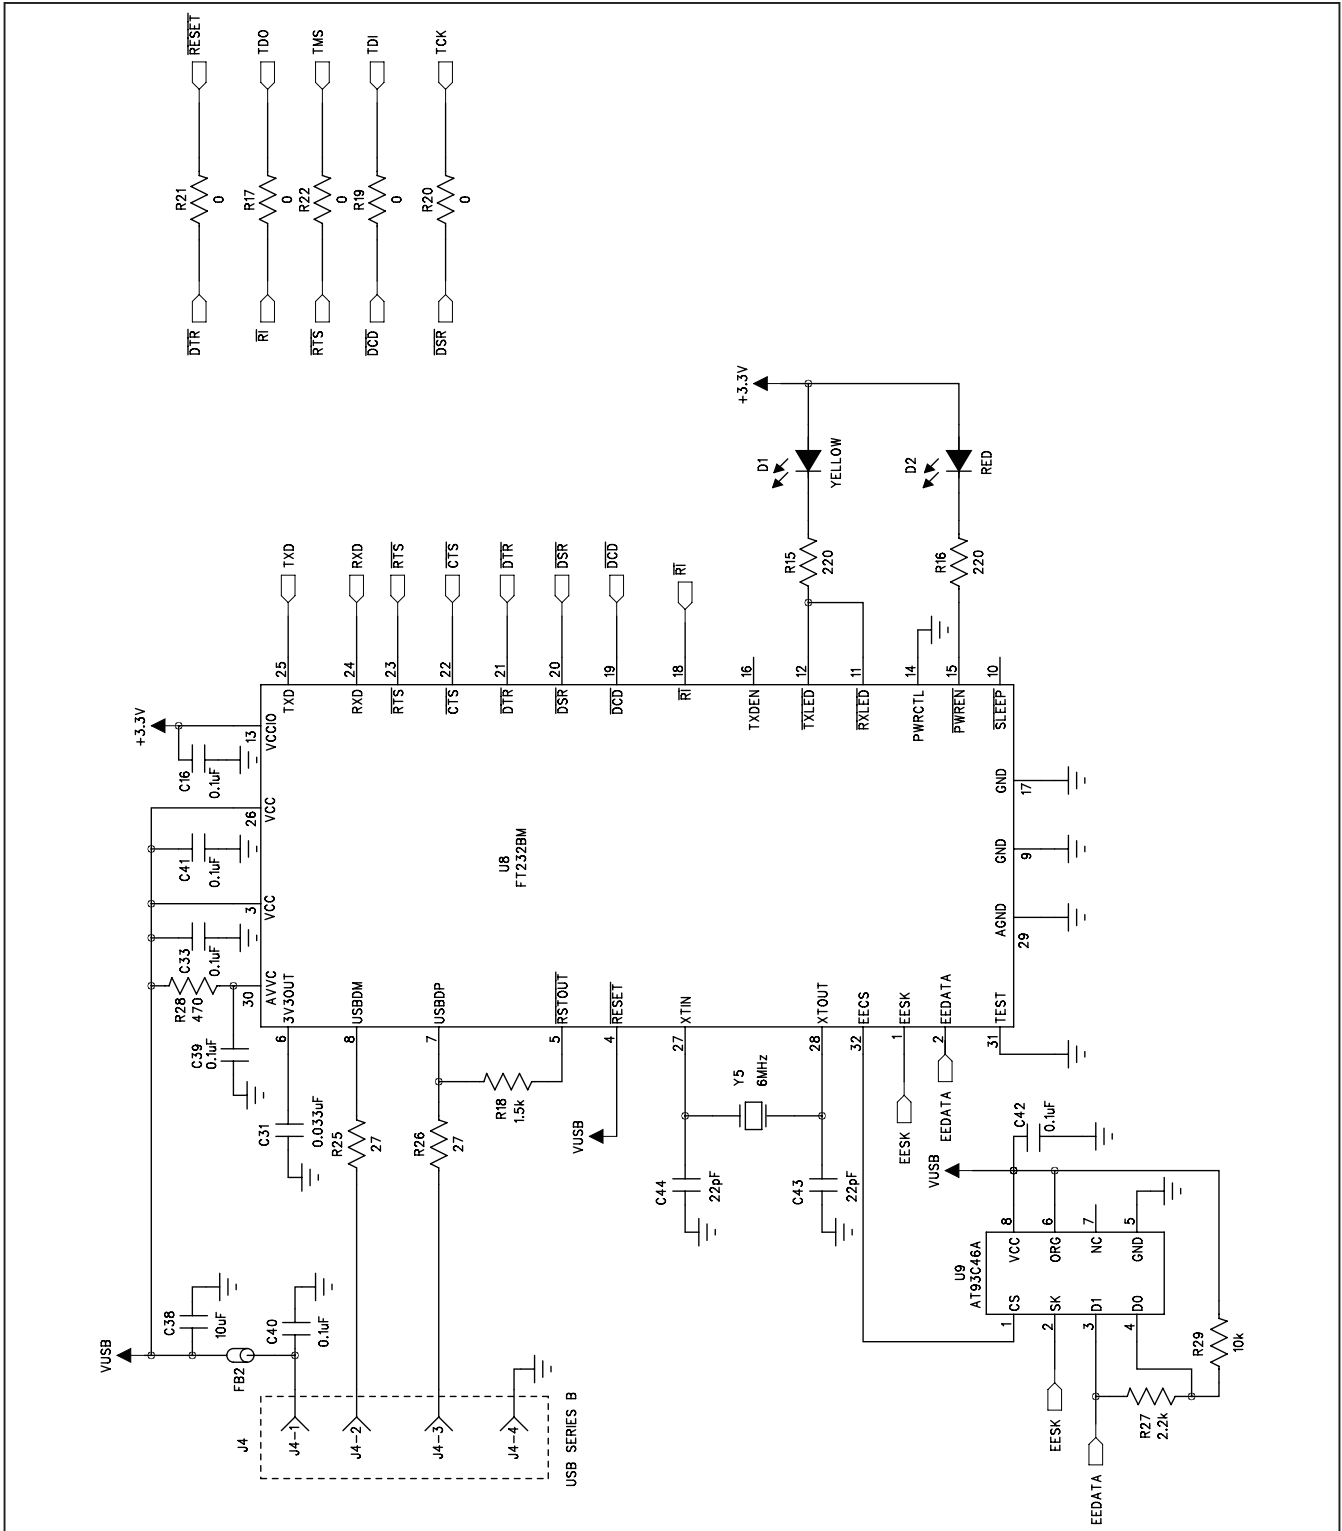 RESET
TDO
TMS
TDI
TCK
R21
0
R17
0
R22
0
R19
0
R20
0
DTR
RI
RTS
DCD
DSR
+3.3V
D1
YELLOW
D2
RED
R15
220
R16
220
TXD
RXD
RTS
CTS
DTR
DSR
DCD
RI
25
24
23
22
21
20
19
18
16
12
11
14
15
10
TXD
RXD
RTS
CTS
DTR
DSR
DCD
RI
TXDEN
TXLED
RXLED
PWRCTL
PWREN
SLEEP
+3.3V
13
VCCIO
C16
0.1uF
26
VCC
C41
0.1uF
3
VCC
C33
0.1uF
30
AVVC
R28
470
C39
0.1uF
U8
FT232BM
GND
17
GND
9
AGND
29
TEST
31
3V3OUT
USBDM
USBDP
RSTOUT
RESET
XTIN
XTOUT
EECS
EESK
EEDATA
6
8
7
5
4
27
28
32
1
2
C31
0.033uF
R25
27
R26
27
R18
1.5k
VUSB
Y5
6MHz
C44
22pF
C43
22pF
EESK
EEDATA
C42
0.1uF
VUSB
U9
AT93C46A
8
VCC
6
ORG
7
NC
5
GND
CS
1
SK
2
D1
3
D0
4
EESK
EEDATA
R27
2.2k
R29
10k
VUSB
C38
10uF
FB2
C40
0.1uF
J4
J4-1
J4-2
J4-3
J4-4
USB SERIES B